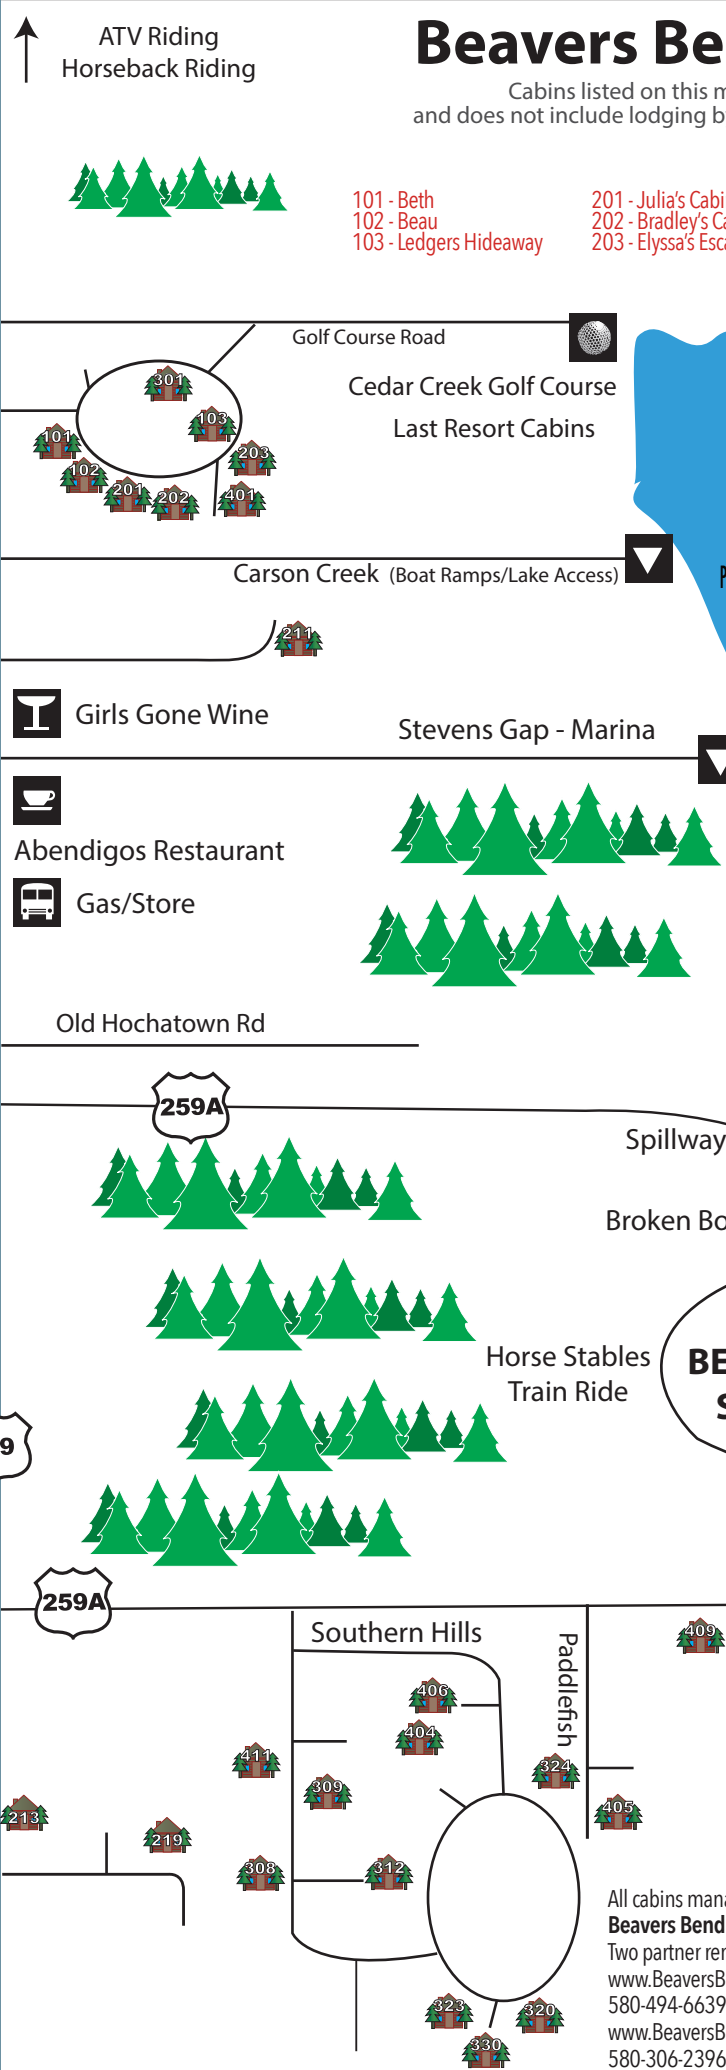 ATV Riding
Horseback Riding
Beavers Be
Cabins listed on this m
and does not include lodging b
101 - Beth
102 - Beau
103 - Ledgers Hideaway
201 - Julia's Cabi
202 - Bradley's Ca
203 - Elyssa's Esca
Golf Course Road
Cedar Creek Golf Course
Last Resort Cabins
301
103
101
203
102
201
202
401
Carson Creek (Boat Ramps/Lake Access)
P
211
Girls Gone Wine
Stevens Gap - Marina
Abendigos Restaurant
Gas/Store
Old Hochatown Rd
259A
Spillway
Broken Bo
Horse Stables
Train Ride
BE
S
9
259A
Southern Hills
Paddlefish
409
406
404
411
324
309
405
213
219
308
312
323
320
330
All cabins mana
Beavers Bend
Two partner ren
www.BeaversB
580-494-6639
www.BeaversB
580-306-2396